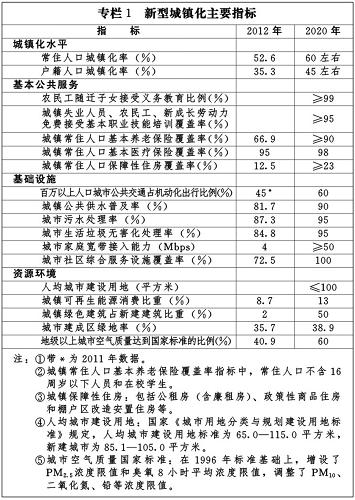 专栏1 新型城镇化主要指标
指 标 2012年 2020年
城镇化水平
常住人口城镇化率(%) 52.6 60左右
户籍人口城镇化率(%) 35.3 45左右
基本公共服务
农民工随迁子女接受义务教育比例(%) ≥99
城镇失业人员、农民工、新成长劳动力
免费接受基本职业技能培训覆盖率(%) ≥95
城镇常住人口基本养老保险覆盖率(%) 66.9 ≥90
城镇常住人口基本医疗保险覆盖率(%) 95 98
城镇常住人口保障性住房覆盖率(%) 12.5 ≥23
基础设施
百万以上人口城市公共交通占机动化出行比例(%) 45* 60
城镇公共供水普及率(%) 81.7 90
城市污水处理率(%) 87.3 95
城市生活垃圾无害化处理率(%) 84.8 95
城市家庭宽带接入能力(Mbps) 4 ≥50
城市社区综合服务设施覆盖率(%) 72.5 100
资源环境
人均城市建设用地(平方米) ≤100
城镇可再生能源消费比重(%) 8.7 13
城镇绿色建筑占新建建筑比重(%) 2 50
城市建成区绿地率(%) 35.7 38.9
地级以上城市空气质量达到国家标准的比例(%) 40.9 60
注:①带*为2011年数据。
②城镇常住人口基本养老保险覆盖率指标中,常住人口不含16
周岁以下人员和在校学生。
③城镇保障性住房:包括公租房(含廉租房)、政策性商品住房
和棚户区改造安置住房等。
④人均城市建设用地:国家《城市用地分类与规划建设用地标
准》规定,人均城市建设用地标准为65.0—115.0平方米,
新建城市为85.1—105.0平方米。
⑤城市空气质量国家标准:在1996年标准基础上,增设了
PM2.5浓度限值和臭氧8小时平均浓度限值,调整了PM10、
二氧化氮、铅等浓度限值。